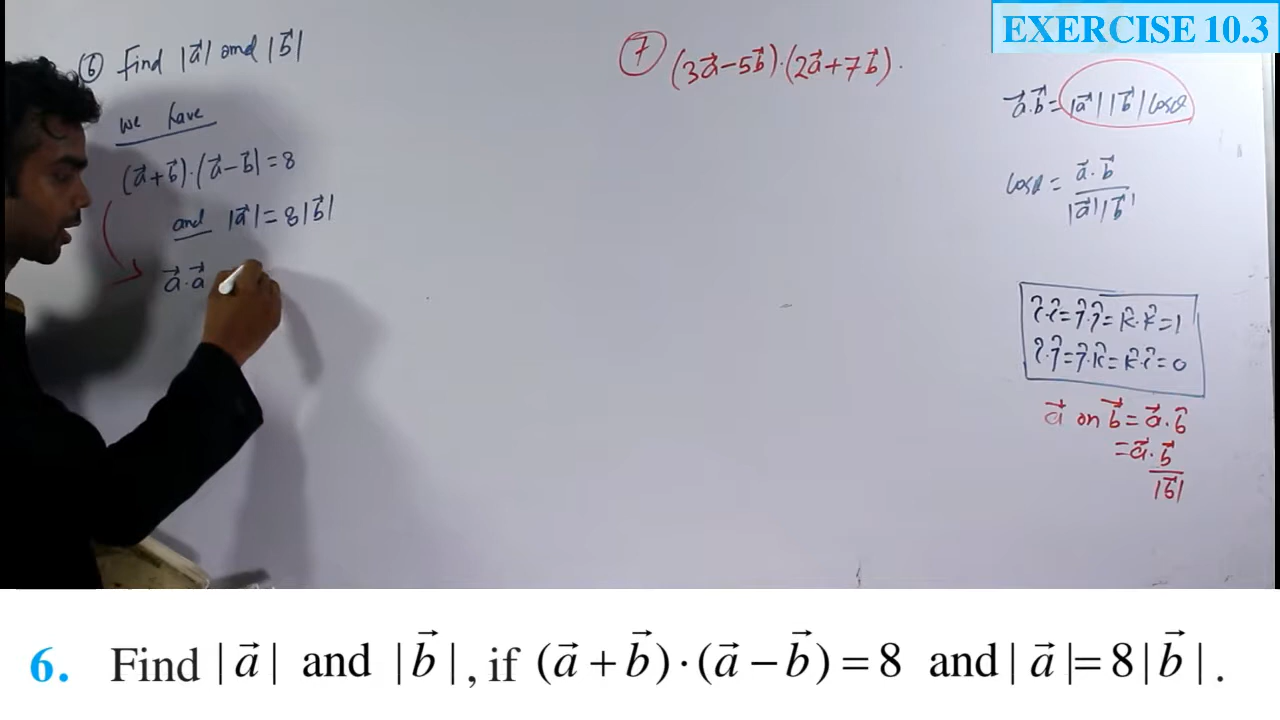 EXERCISE 10.3
⑥ Find |a⃗| and |b⃗|
we have
(a⃗+b⃗)·(a⃗-b⃗|=8
and |a⃗|=8|b⃗|
a⃗·a⃗
⑦ (3a⃗-5b⃗)·(2a⃗+7b⃗).
a⃗.b⃗=|a⃗||b⃗|cosθ
cosθ = a⃗·b⃗
|a⃗||b⃗|
î·î=ĵ·ĵ=k̂·k̂=1
î·ĵ=ĵ·k̂=k̂·î=0
a⃗ on b⃗=a⃗.b̂
=a⃗·b⃗
|b⃗|
6. Find |a⃗| and |b⃗|, if (a⃗+b⃗)·(a⃗−b⃗)=8 and |a⃗|=8|b⃗|.